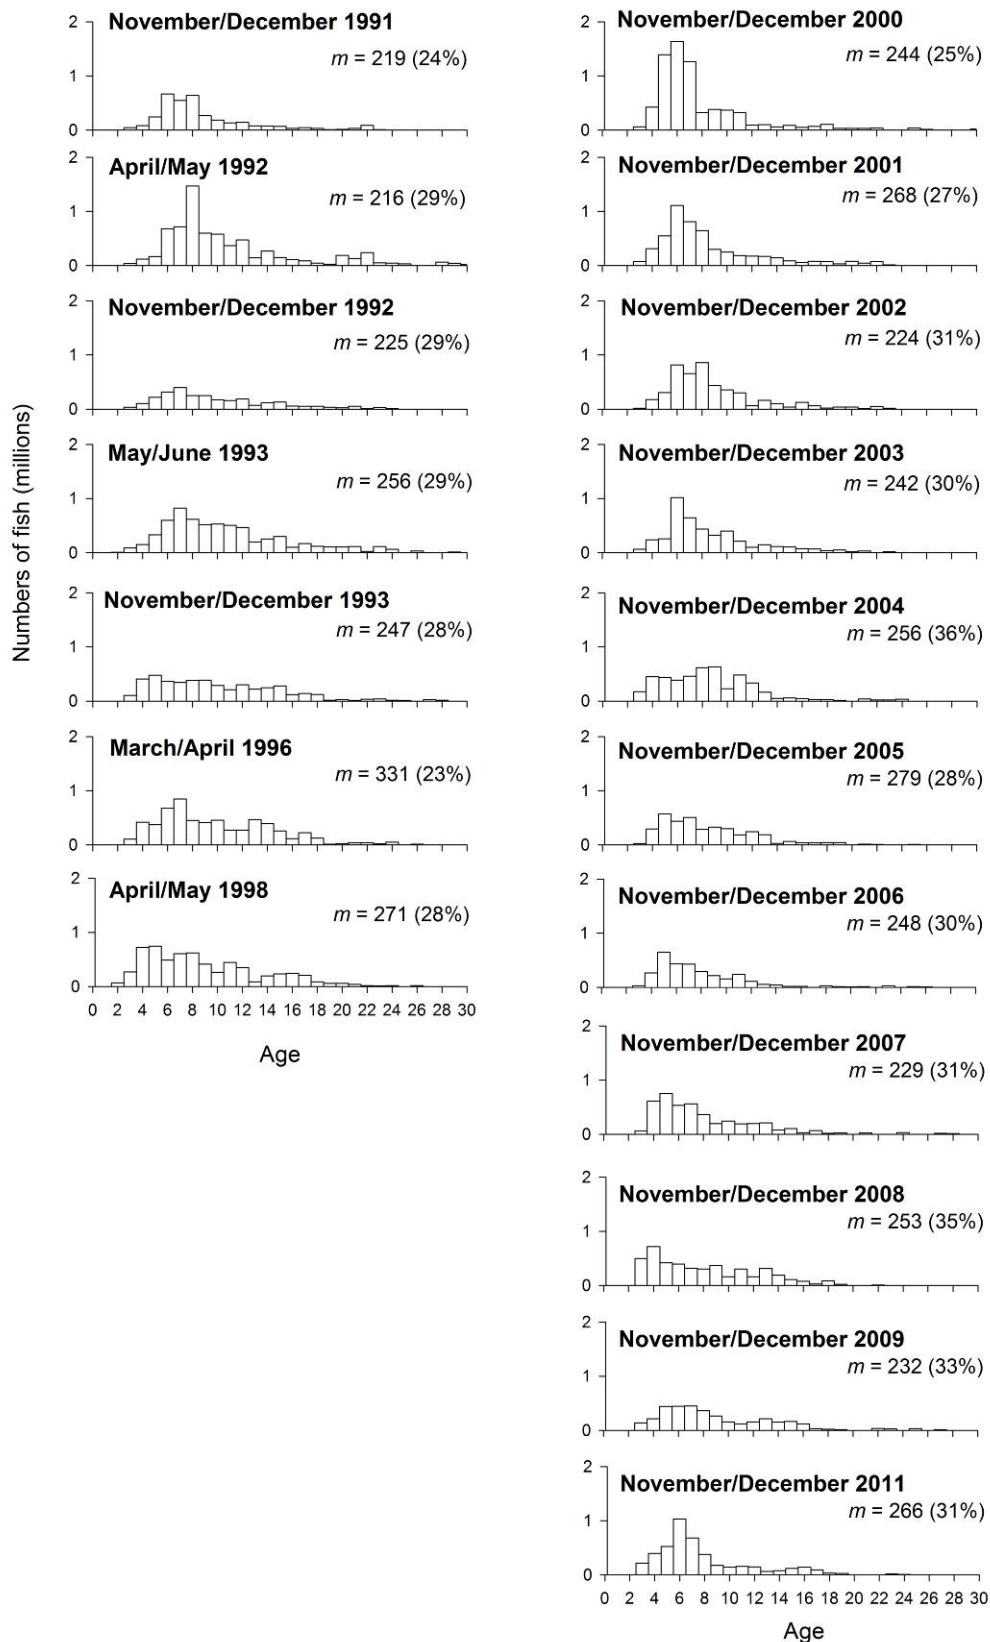 Numbers of fish (millions)
November/December 1991
m = 219 (24%)
2
1
0
April/May 1992
m = 216 (29%)
2
1
0
November/December 1992
m = 225 (29%)
2
1
0
May/June 1993
m = 256 (29%)
2
1
0
November/December 1993
m = 247 (28%)
2
1
0
March/April 1996
m = 331 (23%)
2
1
0
April/May 1998
m = 271 (28%)
2
1
0
0 2 4 6 8 10 12 14 16 18 20 22 24 26 28 30
Age
November/December 2000
m = 244 (25%)
2
1
0
November/December 2001
m = 268 (27%)
2
1
0
November/December 2002
m = 224 (31%)
2
1
0
November/December 2003
m = 242 (30%)
2
1
0
November/December 2004
m = 256 (36%)
2
1
0
November/December 2005
m = 279 (28%)
2
1
0
November/December 2006
m = 248 (30%)
2
1
0
November/December 2007
m = 229 (31%)
2
1
0
November/December 2008
m = 253 (35%)
2
1
0
November/December 2009
m = 232 (33%)
2
1
0
November/December 2011
m = 266 (31%)
2
1
0
0 2 4 6 8 10 12 14 16 18 20 22 24 26 28 30
Age